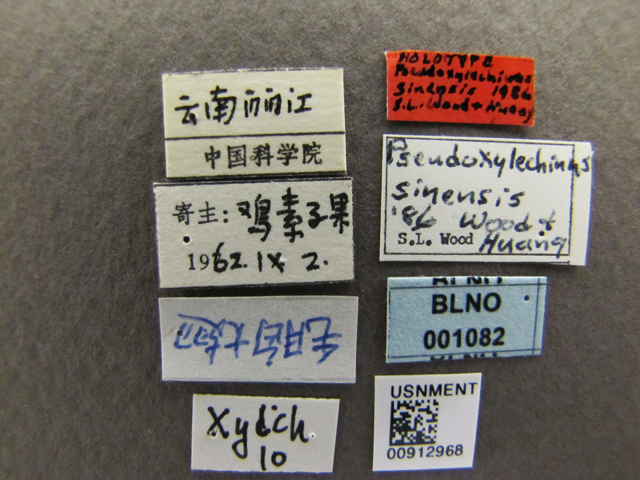 云南丽江
中国科学院
寄主: 鸡素子果
1962.IX 2.
Xylech
10
HOLOTYPE
Pseudoxylechinus
sinensis 1986
S.L. Wood + Huang
Pseudoxylechinus
sinensis
'86 Wood +
S.L. Wood Huang
BLNO
001082
USNMENT
00912968